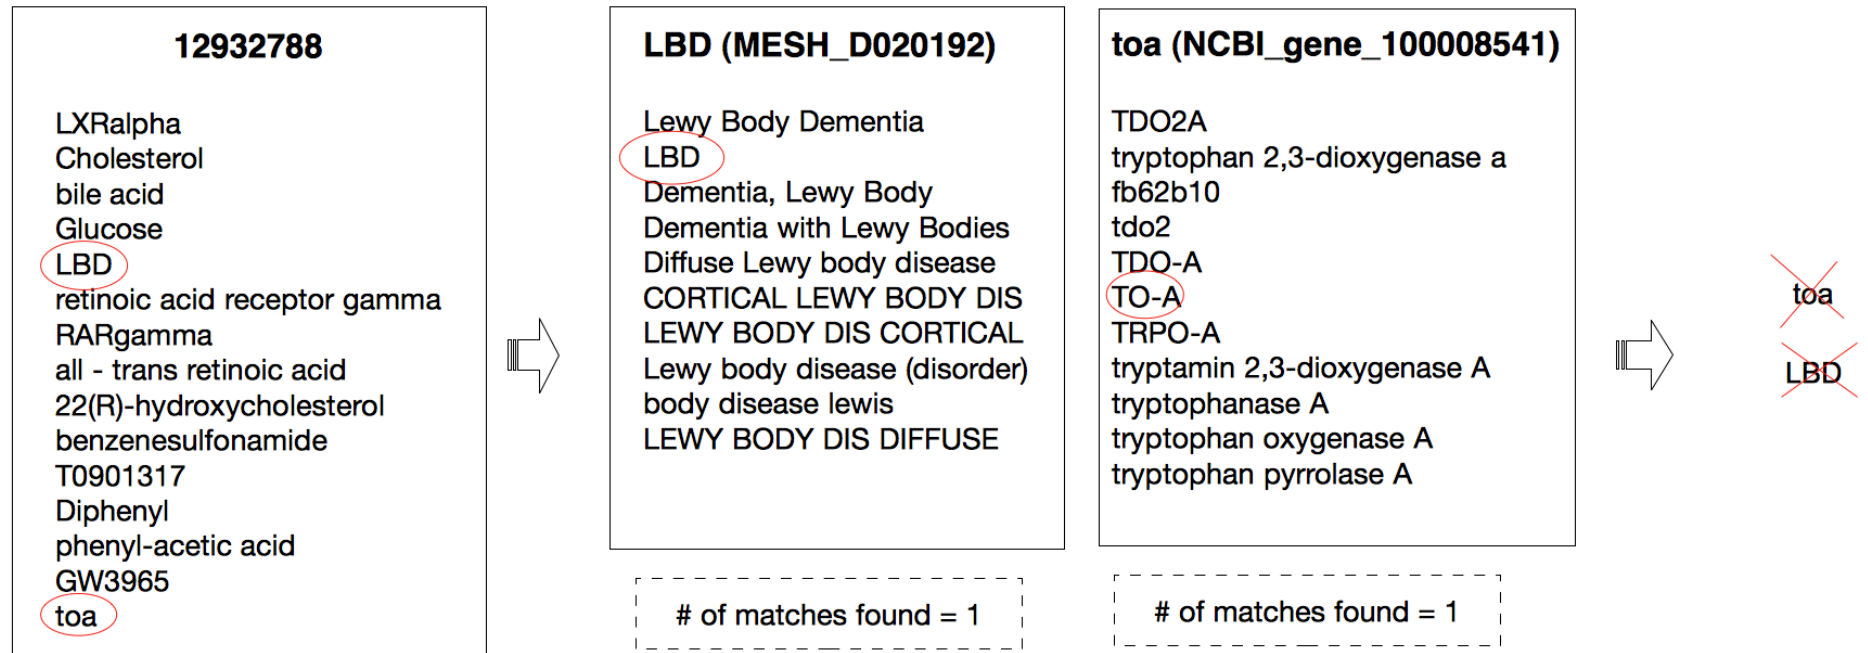 12932788
LXRalpha
Cholesterol
bile acid
Glucose
LBD
retinoic acid receptor gamma
RARgamma
all - trans retinoic acid
22(R)-hydroxycholesterol
benzenesulfonamide
T0901317
Diphenyl
phenyl-acetic acid
GW3965
toa
LBD (MESH_D020192)
Lewy Body Dementia
LBD
Dementia, Lewy Body
Dementia with Lewy Bodies
Diffuse Lewy body disease
CORTICAL LEWY BODY DIS
LEWY BODY DIS CORTICAL
Lewy body disease (disorder)
body disease lewis
LEWY BODY DIS DIFFUSE
# of matches found = 1
toa (NCBI_gene_100008541)
TDO2A
tryptophan 2,3-dioxygenase a
fb62b10
tdo2
TDO-A
TO-A
TRPO-A
tryptamin 2,3-dioxygenase A
tryptophanase A
tryptophan oxygenase A
tryptophan pyrrolase A
# of matches found = 1
toa
LBD